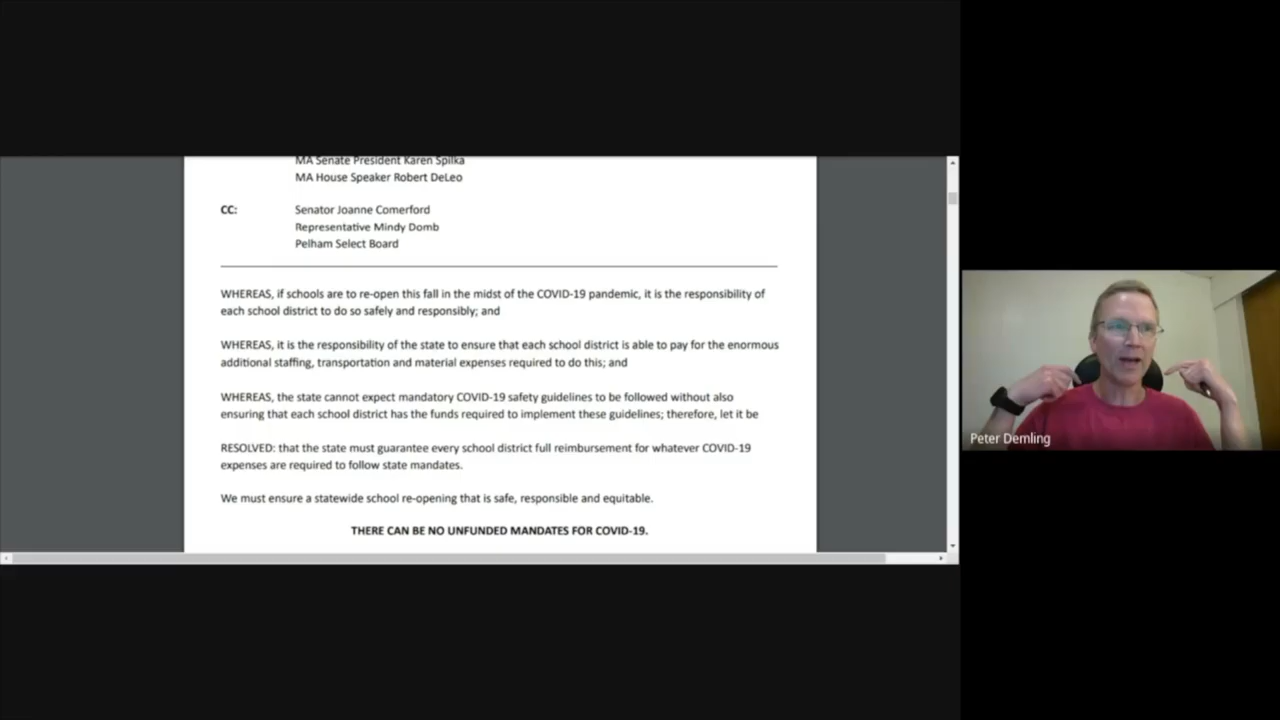 MA Senate President Karen Spilka
MA House Speaker Robert DeLeo
CC: Senator Joanne Comerford
Representative Mindy Domb
Pelham Select Board
WHEREAS, if schools are to re-open this fall in the midst of the COVID-19 pandemic, it is the responsibility of
each school district to do so safely and responsibly; and
WHEREAS, it is the responsibility of the state to ensure that each school district is able to pay for the enormous
additional staffing, transportation and material expenses required to do this; and
WHEREAS, the state cannot expect mandatory COVID-19 safety guidelines to be followed without also
ensuring that each school district has the funds required to implement these guidelines; therefore, let it be
RESOLVED: that the state must guarantee every school district full reimbursement for whatever COVID-19
expenses are required to follow state mandates.
We must ensure a statewide school re-opening that is safe, responsible and equitable.
THERE CAN BE NO UNFUNDED MANDATES FOR COVID-19.
Peter Demling